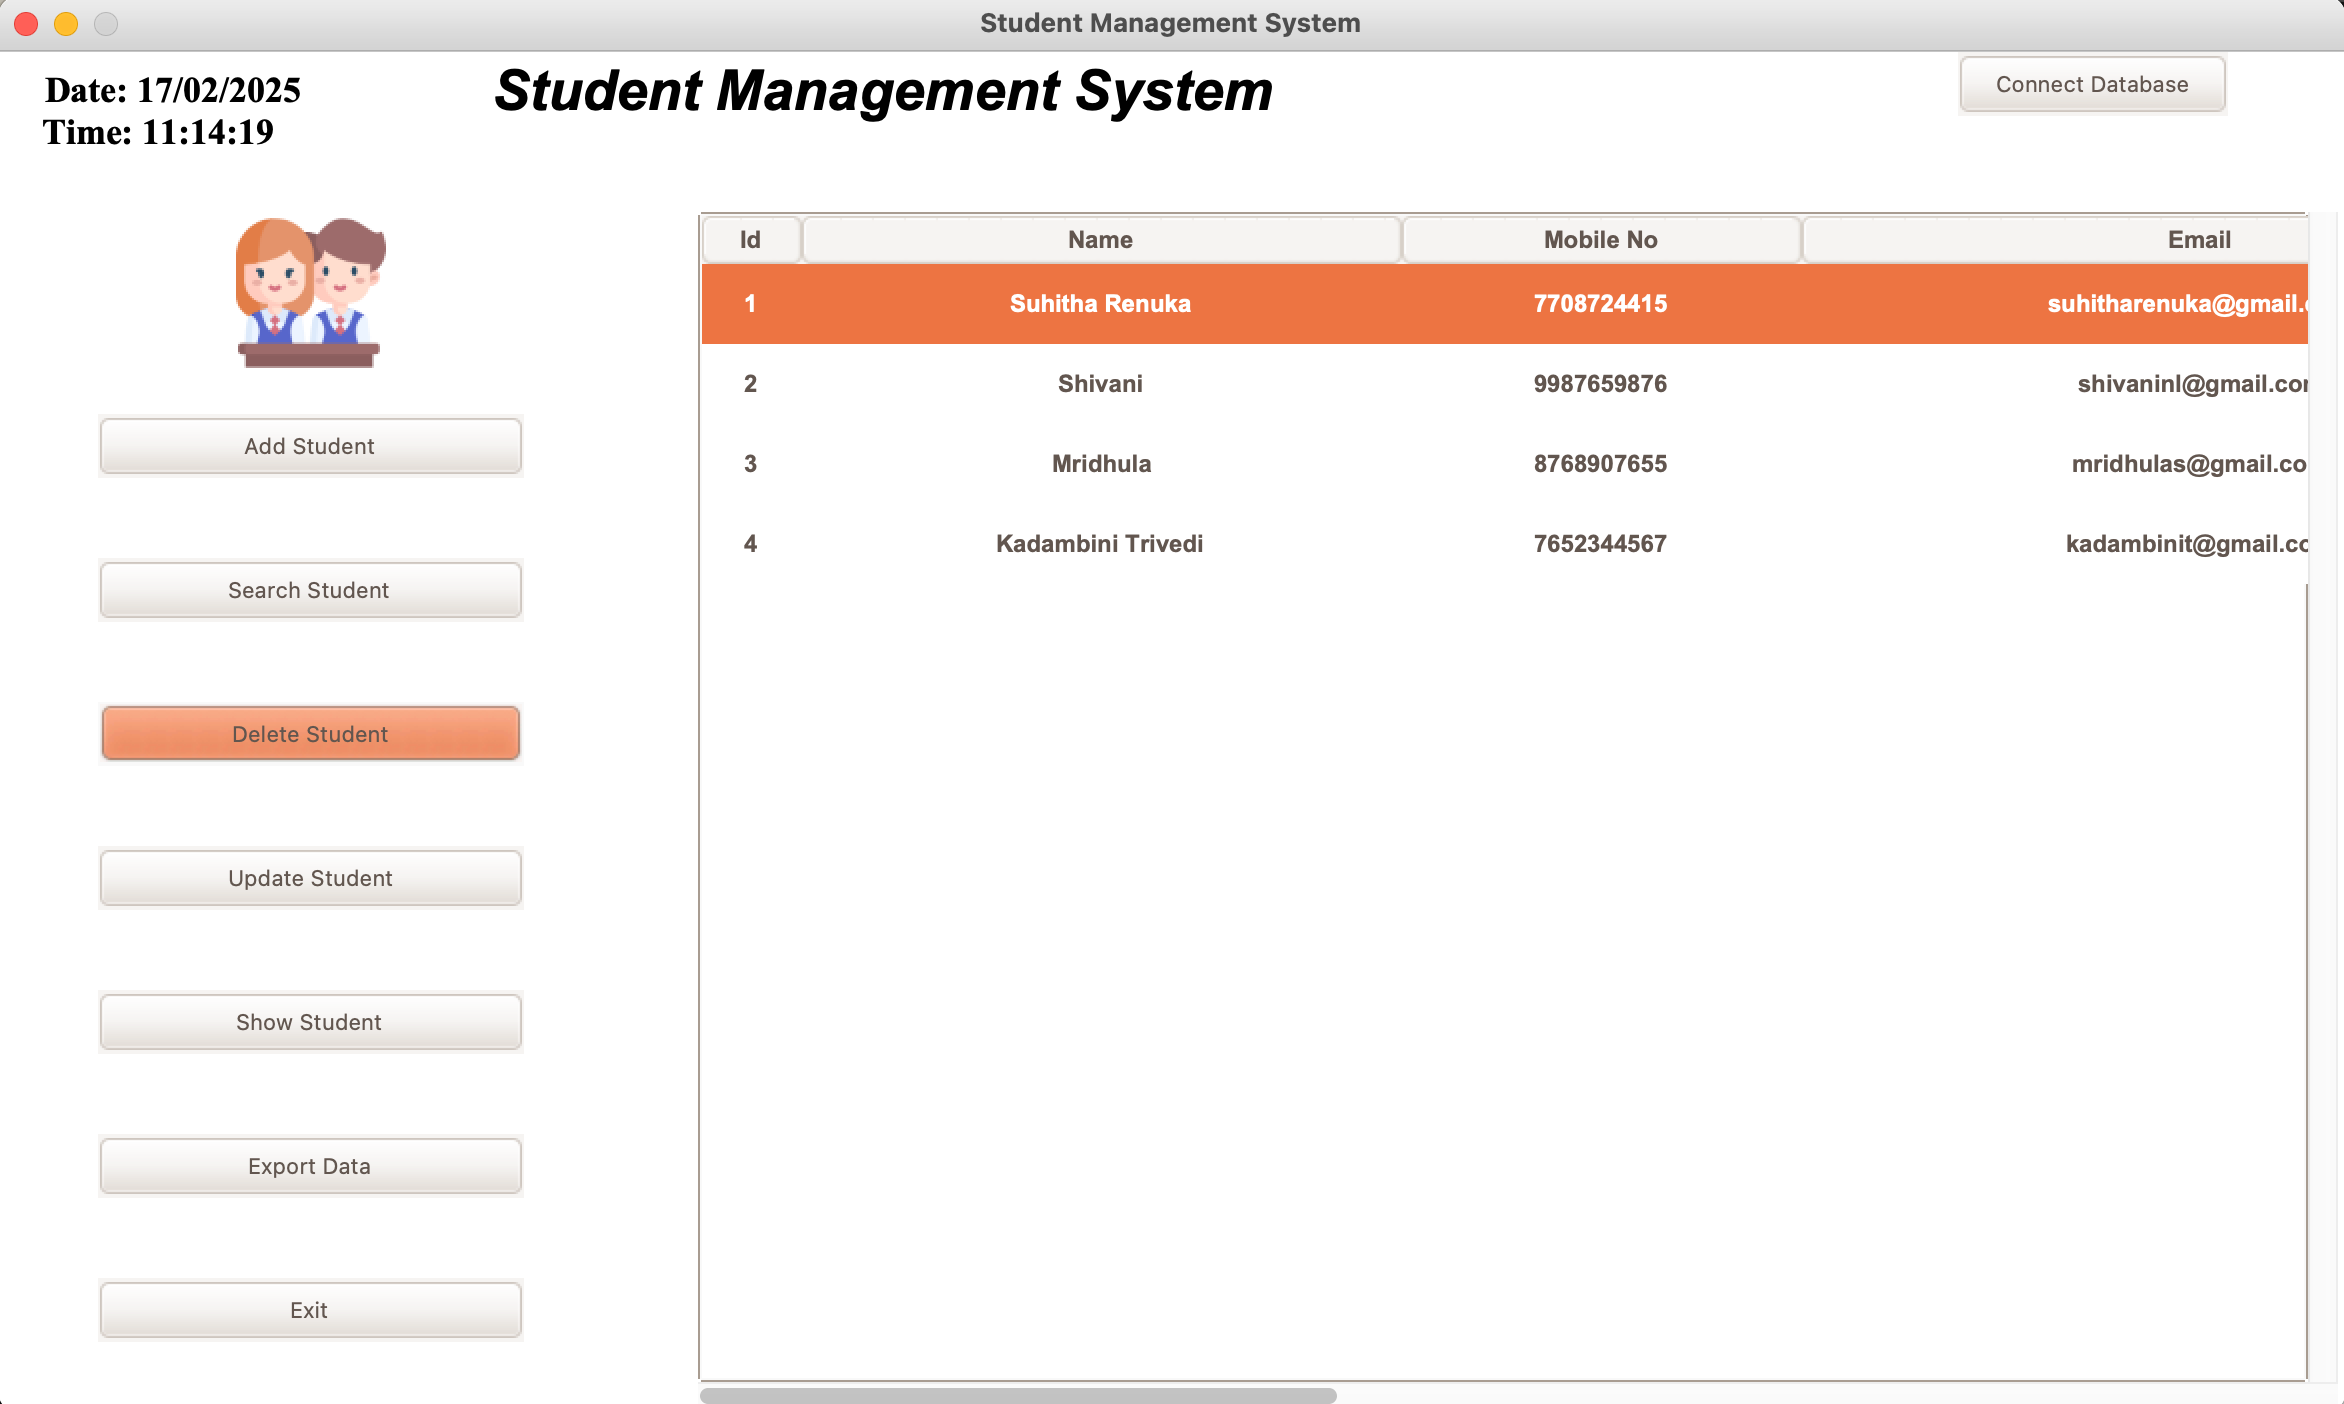 Student Management System
Date: 17/02/2025
Time: 11:14:19
Student Management System
Connect Database
Add Student
Search Student
Delete Student
Update Student
Show Student
Export Data
Exit
Id Name Mobile No Email
1 Suhitha Renuka 7708724415 suhitharenuka@gmail.
2 Shivani 9987659876 shivaninl@gmail.co
3 Mridhula 8768907655 mridhulas@gmail.co
4 Kadambini Trivedi 7652344567 kadambinit@gmail.co